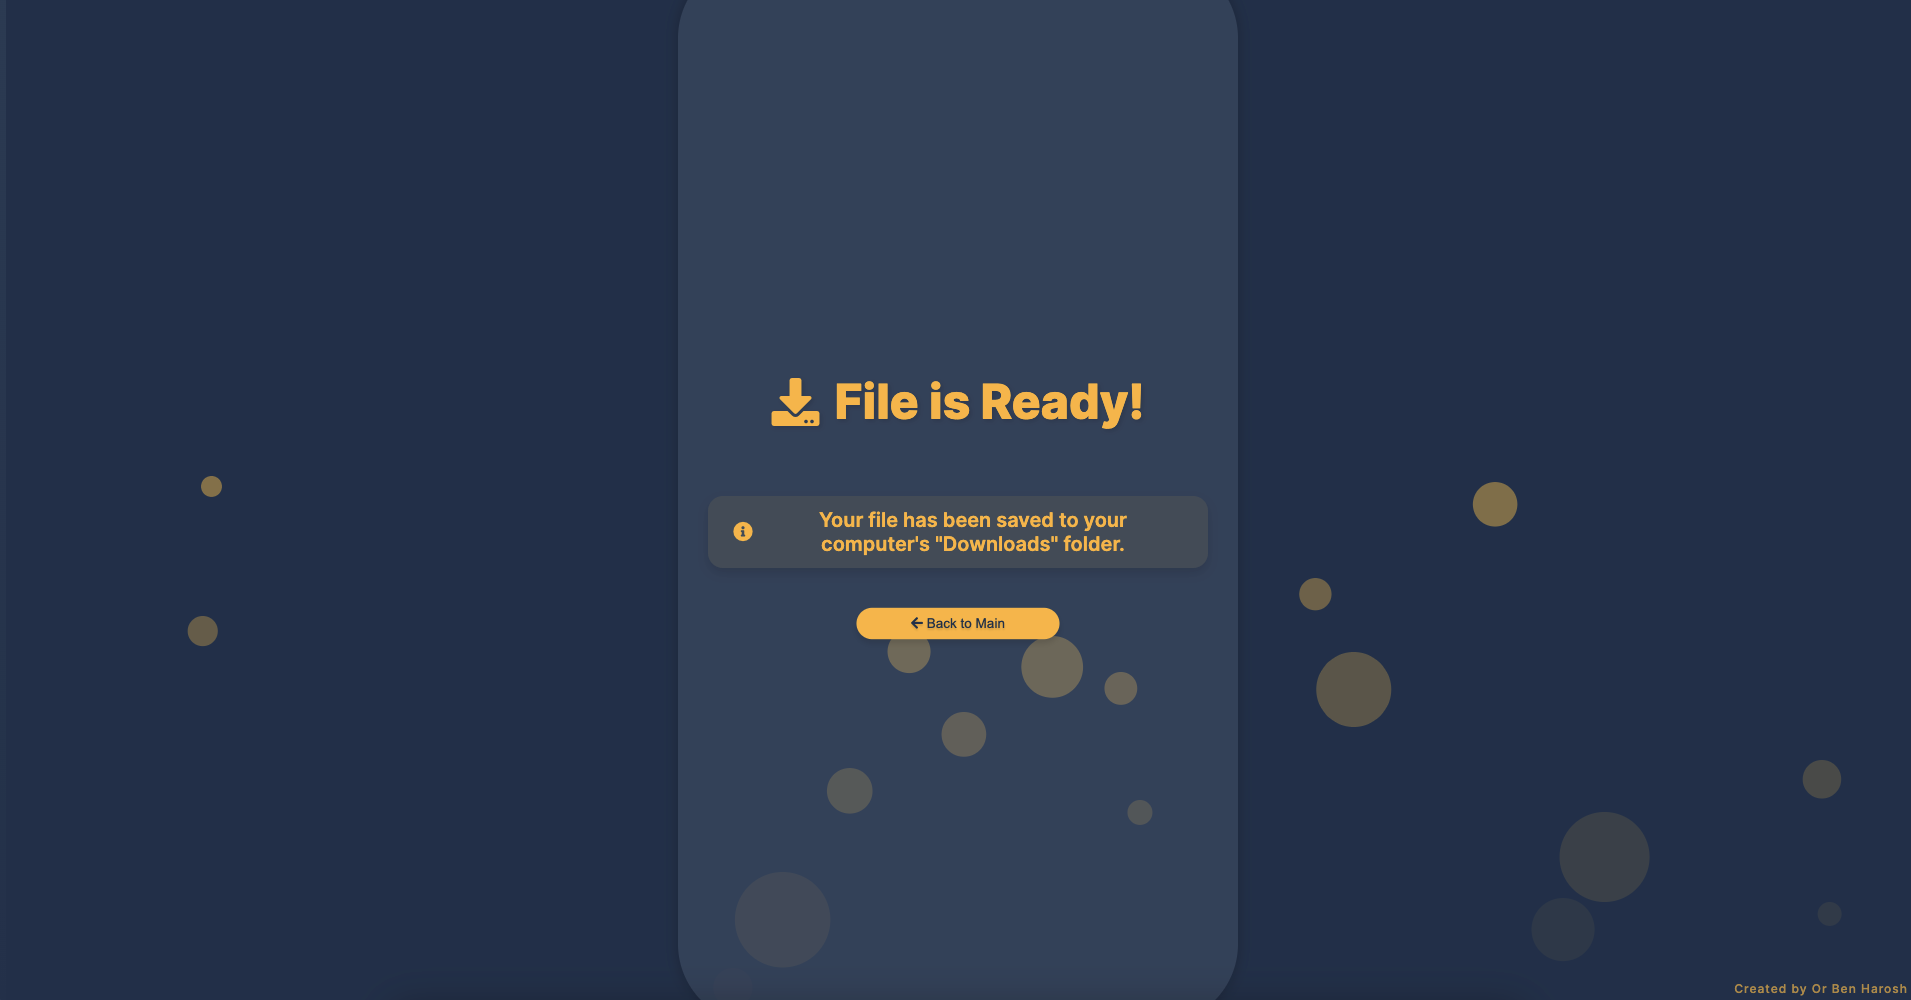 File is Ready!
Your file has been saved to your
computer's "Downloads" folder.
Back to Main
Created by Or Ben Harosh